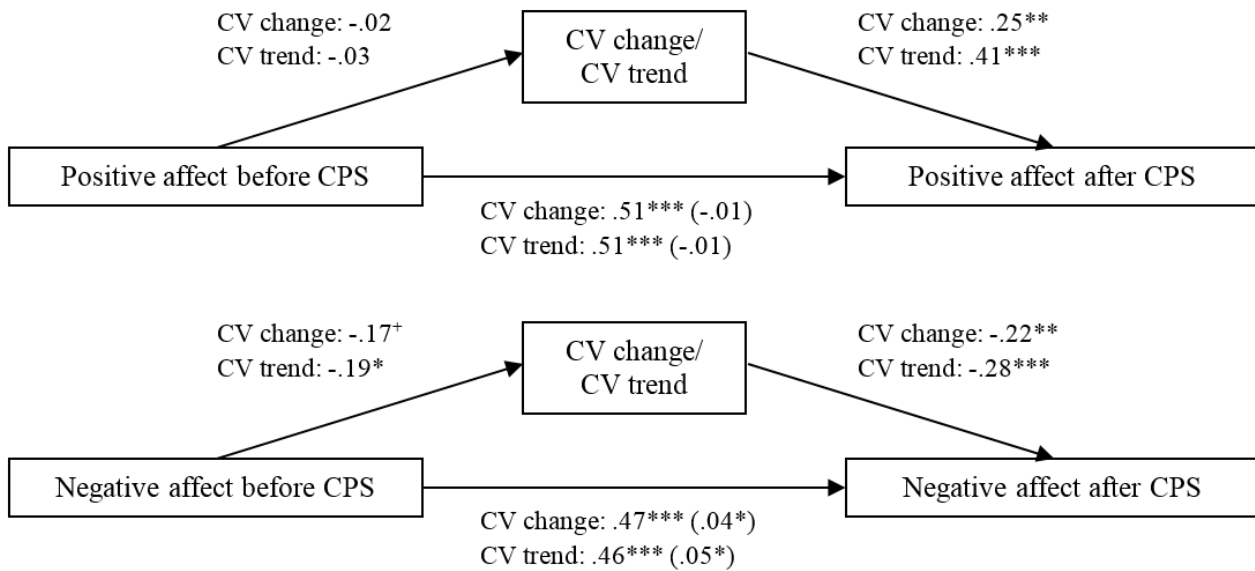 CV change: -.02
CV trend: -.03
CV change/
CV trend
CV change: .25**
CV trend: .41***
Positive affect before CPS
Positive affect after CPS
CV change: .51*** (-.01)
CV trend: .51*** (-.01)
CV change: -.17⁺
CV trend: -.19*
CV change/
CV trend
CV change: -.22**
CV trend: -.28***
Negative affect before CPS
Negative affect after CPS
CV change: .47*** (.04*)
CV trend: .46*** (.05*)